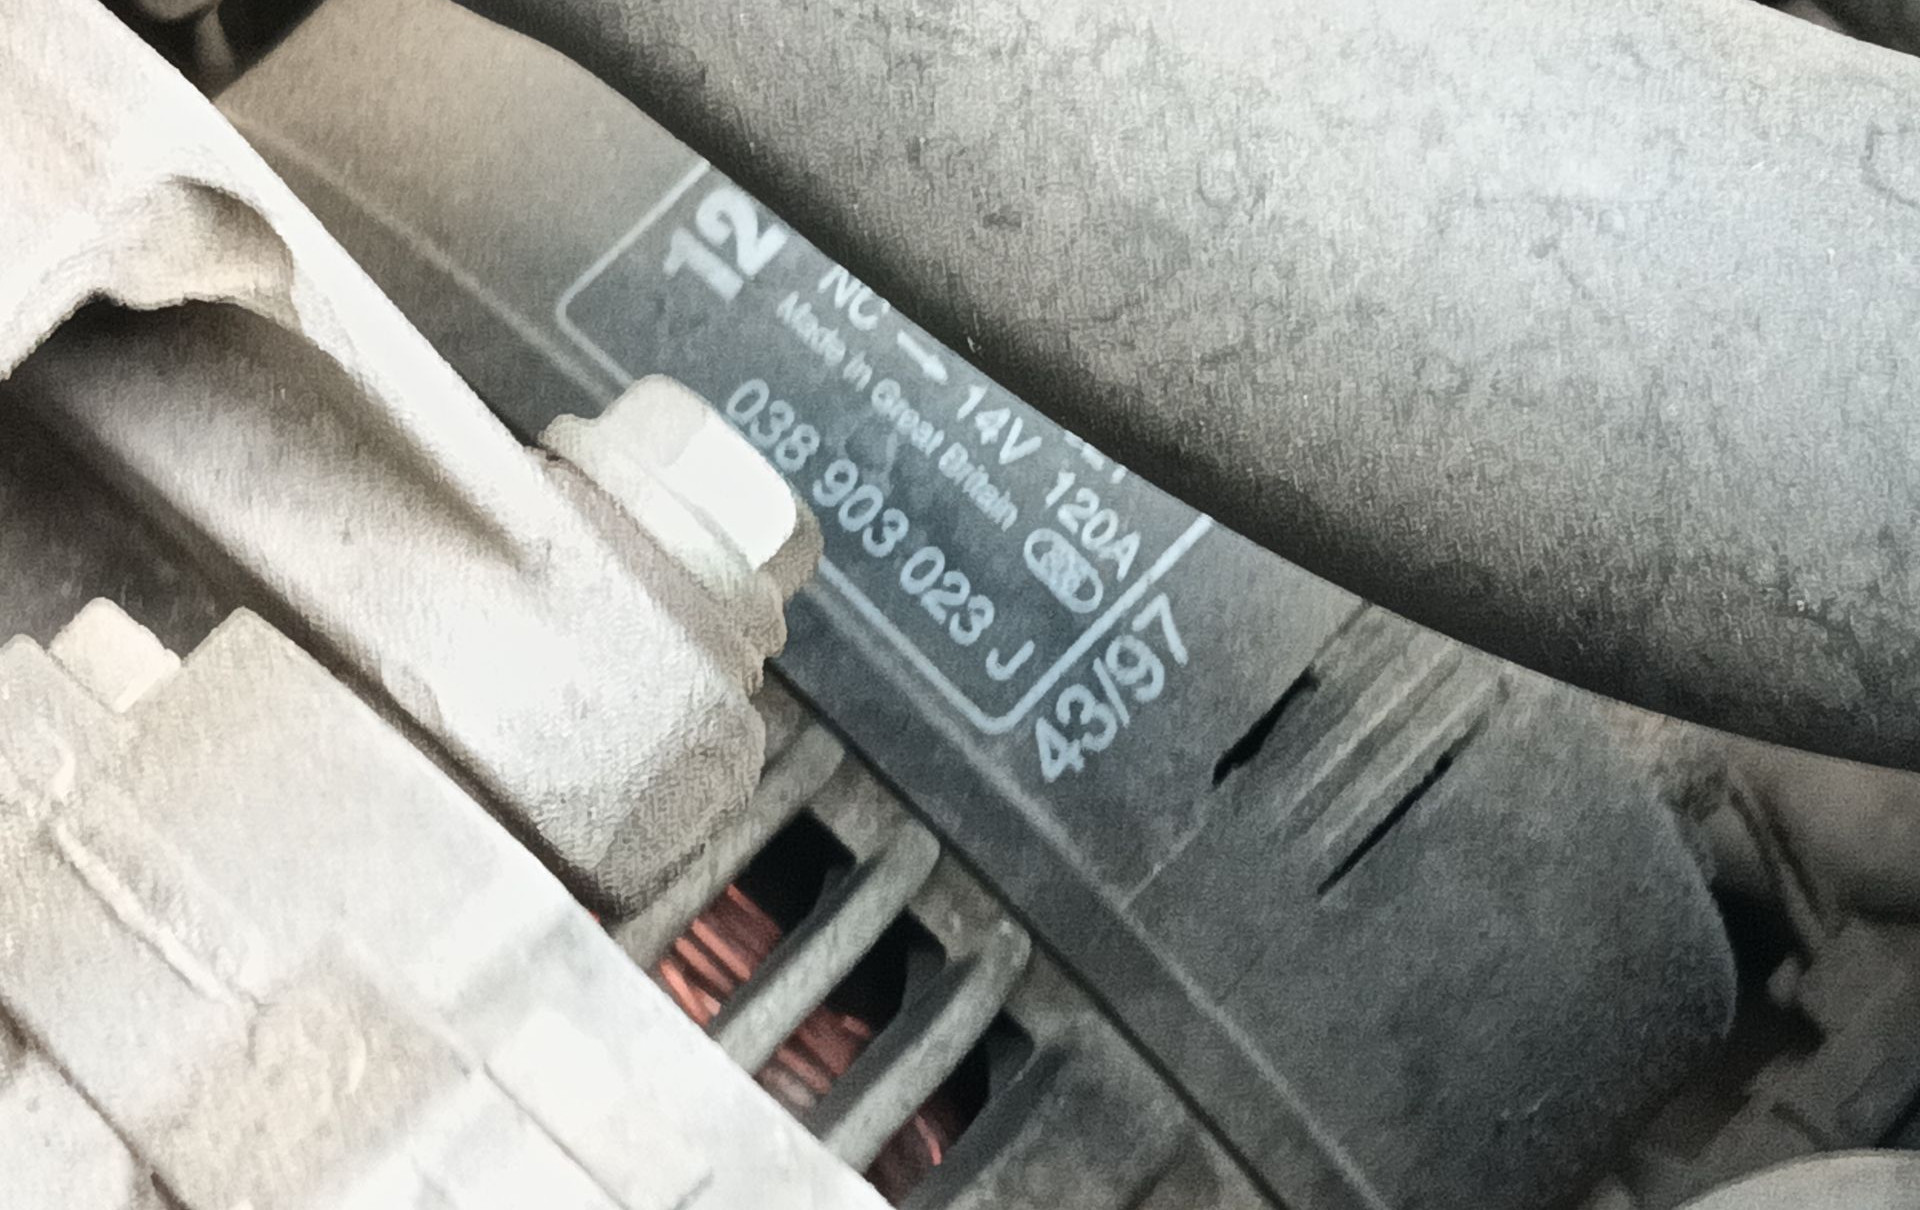 12
NC → 14V 120A
Made in Great Britain
038 903 023 J
43/97